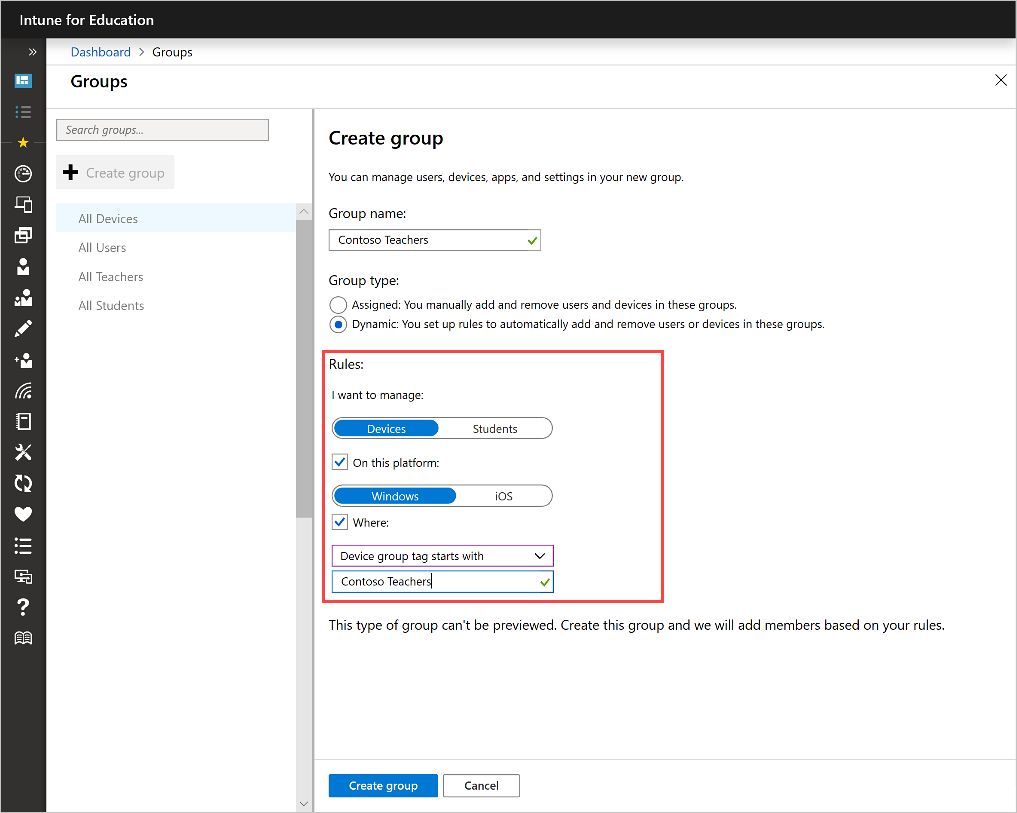 Intune for Education
Dashboard > Groups
Groups
Search groups...
Create group
All Devices
All Users
All Teachers
All Students
Create group
You can manage users, devices, apps, and settings in your new group.
Group name:
Contoso Teachers
Group type:
Assigned: You manually add and remove users and devices in these groups.
Dynamic: You set up rules to automatically add and remove users or devices in these groups.
Rules:
I want to manage:
Devices Students
On this platform:
Windows iOS
Where:
Device group tag starts with
Contoso Teachers
This type of group can't be previewed. Create this group and we will add members based on your rules.
Create group Cancel